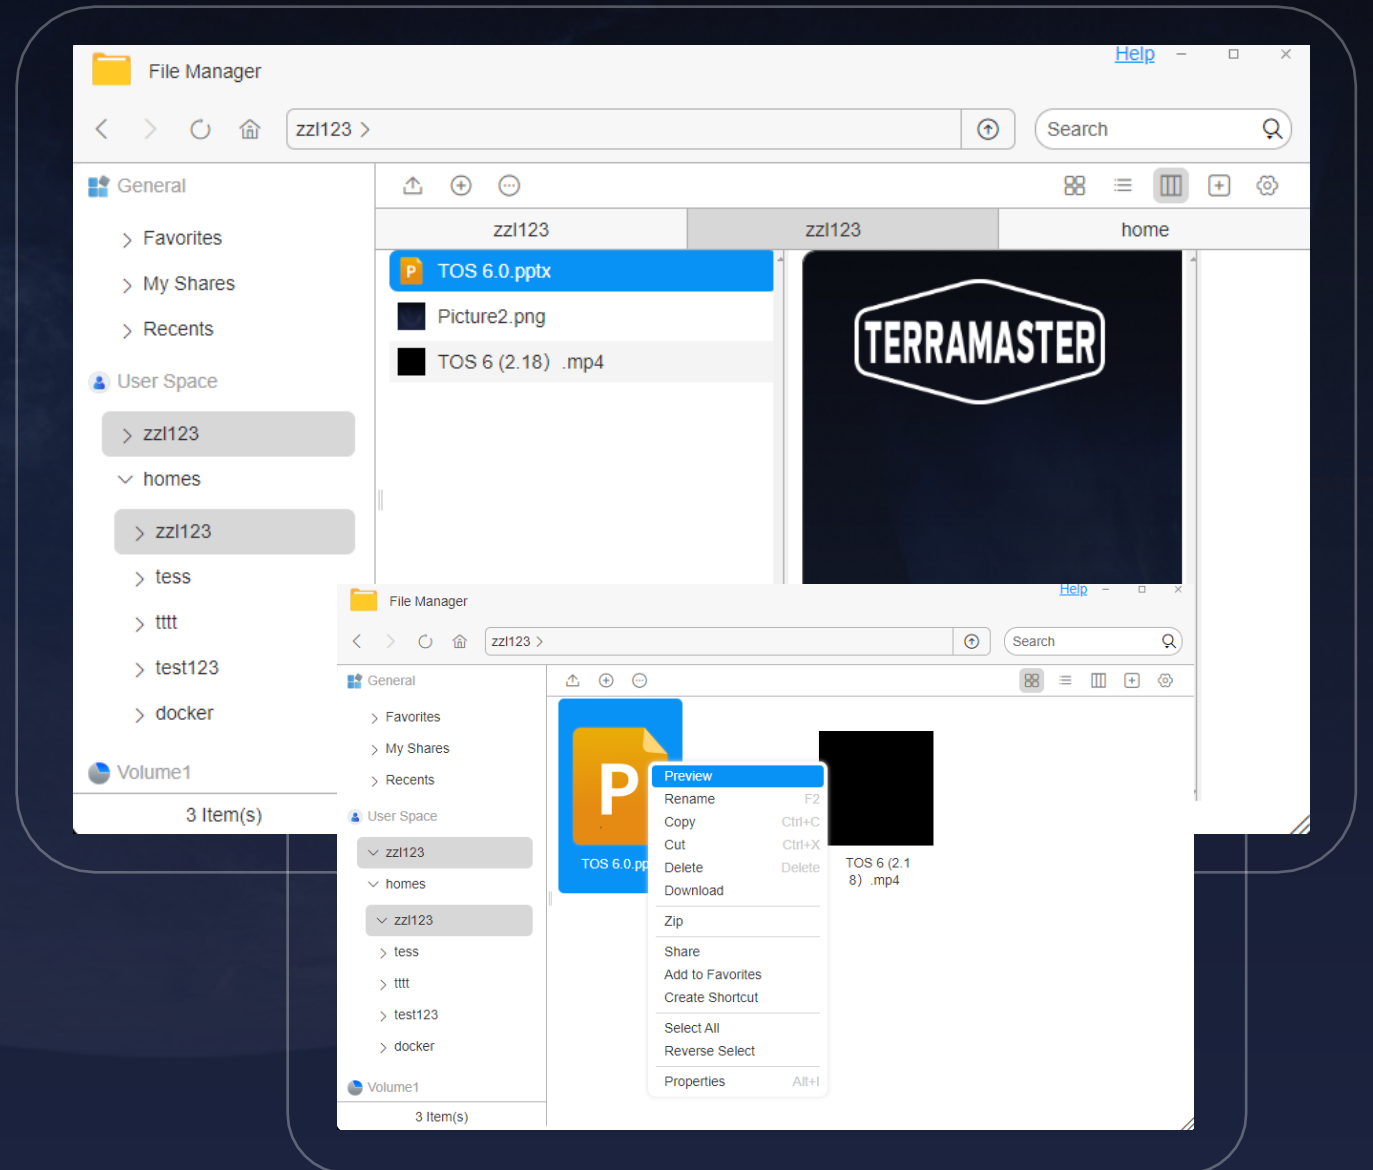 Help
File Manager
zzl123
Search
General
zzl123
zzl123
home
Favorites
My Shares
Recents
User Space
zzl123
homes
zzl123
tess
tttt
test123
docker
Volume1
3 Item(s)
P TOS 6.0.pptx
Picture2.png
TOS 6 (2.18）.mp4
TERRAMASTER
Help
File Manager
zzl123
Search
General
Favorites
My Shares
Recents
User Space
zzl123
homes
zzl123
tess
tttt
test123
docker
Volume1
3 Item(s)
P
TOS 6.0.pp
TOS 6 (2.1
8）.mp4
Preview
Rename F2
Copy Ctrl+C
Cut Ctrl+X
Delete Delete
Download
Zip
Share
Add to Favorites
Create Shortcut
Select All
Reverse Select
Properties Alt+I